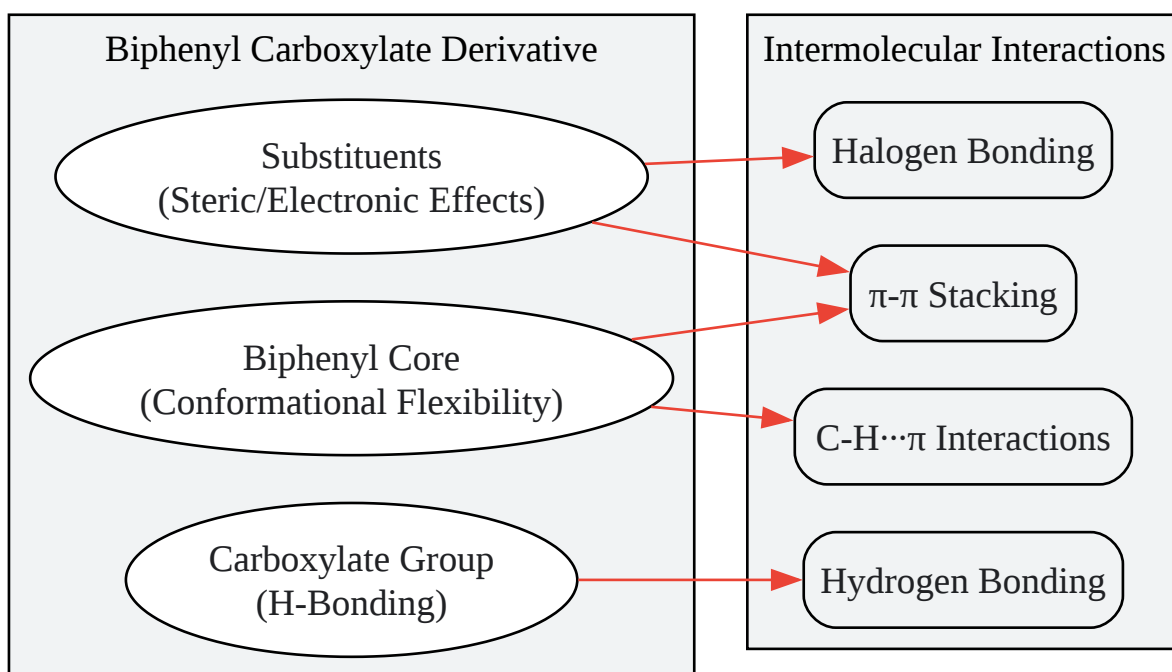 Biphenyl Carboxylate Derivative
Substituents
(Steric/Electronic Effects)
Biphenyl Core
(Conformational Flexibility)
Carboxylate Group
(H-Bonding)
Intermolecular Interactions
Halogen Bonding
π-π Stacking
C-H···π Interactions
Hydrogen Bonding